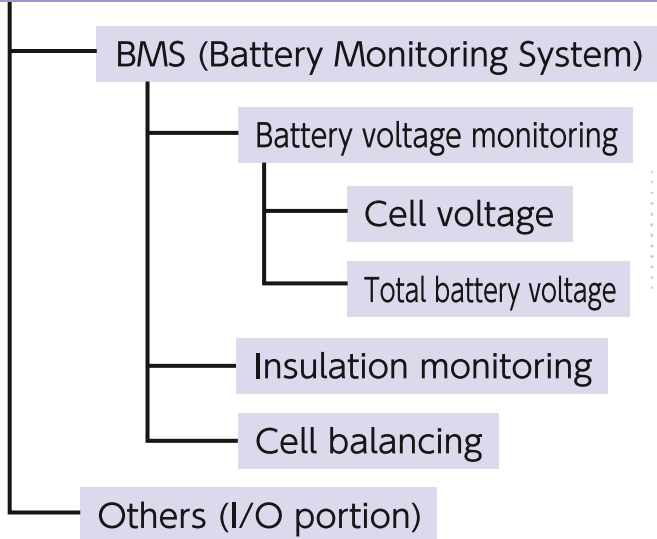 BMS (Battery Monitoring System)
Battery voltage monitoring
Cell voltage
Total battery voltage
Insulation monitoring
Cell balancing
Others (I/O portion)